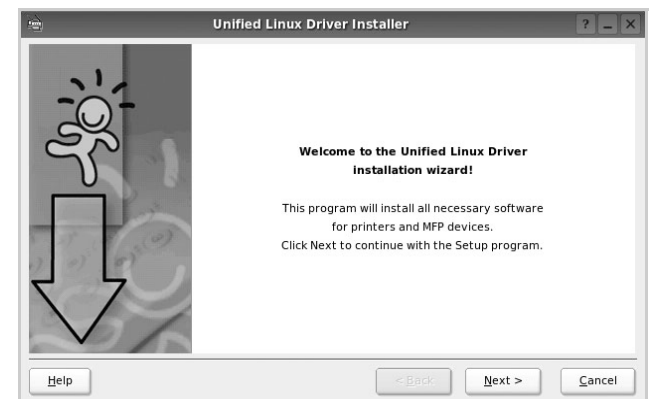 Unified Linux Driver Installer
Welcome to the Unified Linux Driver
installation wizard!
This program will install all necessary software
for printers and MFP devices.
Click Next to continue with the Setup program.
Help
< Back
Next >
Cancel